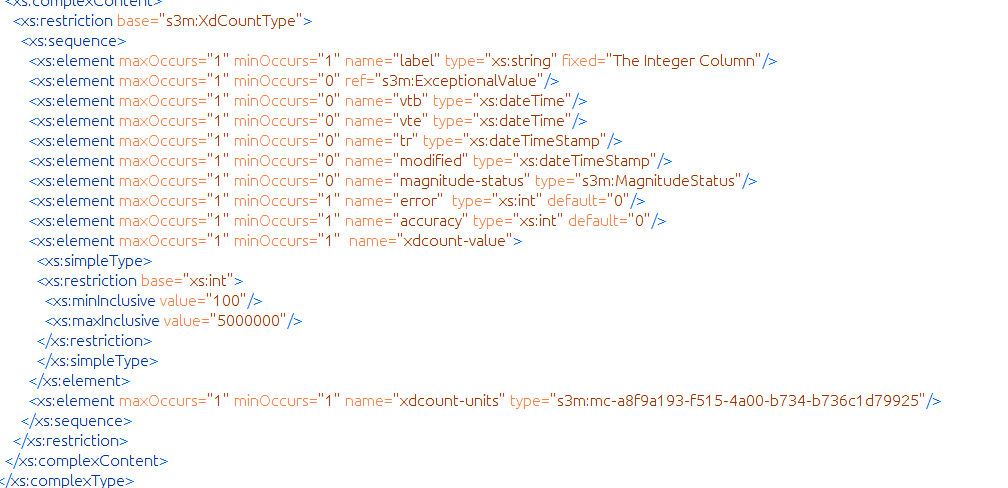 <xs:complexContent>
<xs:restriction base="s3m:XdCountType">
<xs:sequence>
<xs:element maxOccurs="1" minOccurs="1" name="label" type="xs:string" fixed="The Integer Column"/>
<xs:element maxOccurs="1" minOccurs="0" ref="s3m:ExceptionalValue"/>
<xs:element maxOccurs="1" minOccurs="0" name="vtb" type="xs:dateTime"/>
<xs:element maxOccurs="1" minOccurs="0" name="vte" type="xs:dateTime"/>
<xs:element maxOccurs="1" minOccurs="0" name="tr" type="xs:dateTimeStamp"/>
<xs:element maxOccurs="1" minOccurs="0" name="modified" type="xs:dateTimeStamp"/>
<xs:element maxOccurs="1" minOccurs="0" name="magnitude-status" type="s3m:MagnitudeStatus"/>
<xs:element maxOccurs="1" minOccurs="1" name="error"  type="xs:int" default="0"/>
<xs:element maxOccurs="1" minOccurs="1" name="accuracy" type="xs:int" default="0"/>
<xs:element maxOccurs="1" minOccurs="1"  name="xdcount-value">
<xs:simpleType>
<xs:restriction base="xs:int">
<xs:minInclusive value="100"/>
<xs:maxInclusive value="5000000"/>
</xs:restriction>
</xs:simpleType>
</xs:element>
<xs:element maxOccurs="1" minOccurs="1" name="xdcount-units" type="s3m:mc-a8f9a193-f515-4a00-b734-b736c1d79925"/>
</xs:sequence>
</xs:restriction>
</xs:complexContent>
</xs:complexType>